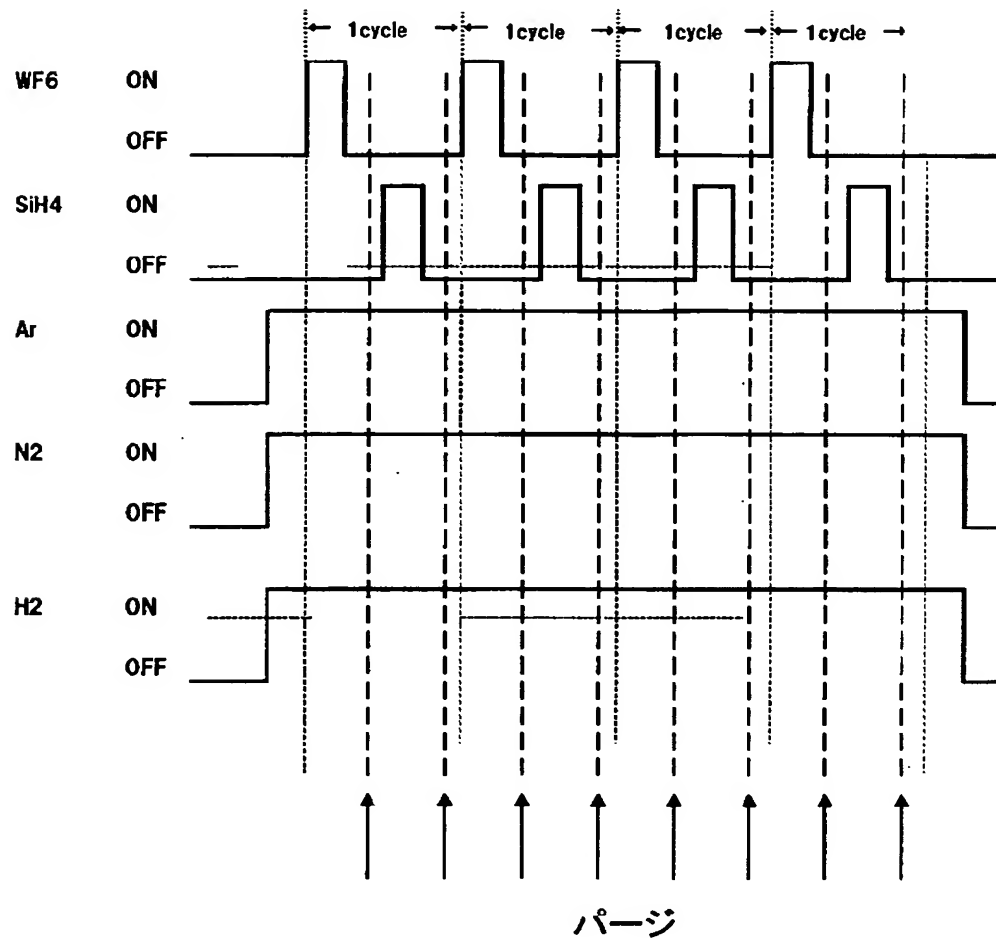 1cycle 1cycle 1cycle 1cycle
WF6 ON
OFF
SiH4 ON
OFF
Ar ON
OFF
N2 ON
OFF
H2 ON
OFF
パージ